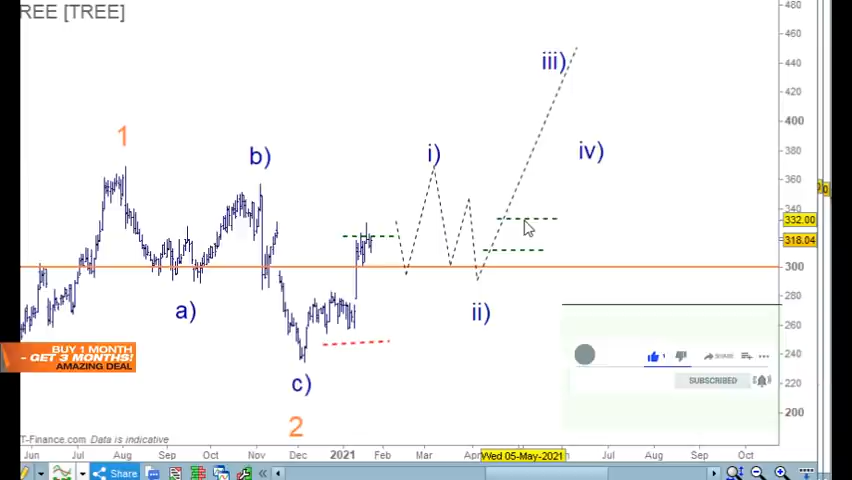 REE [TREE]
480
460
440
420
400
380
360
340
332.00
318.04
300
280
260
240
220
200
1
a)
b)
c)
2
i)
ii)
iii)
iv)
BUY 1 MONTH
- GET 3 MONTHS!
AMAZING DEAL
1
SHARE
SUBSCRIBED
T-Finance.com Data is indicative
Jun Aug Sep Oct Nov Dec 2021 Feb Mar Apr Wed 05-May-2021 Jul Aug Sep Oct
Share